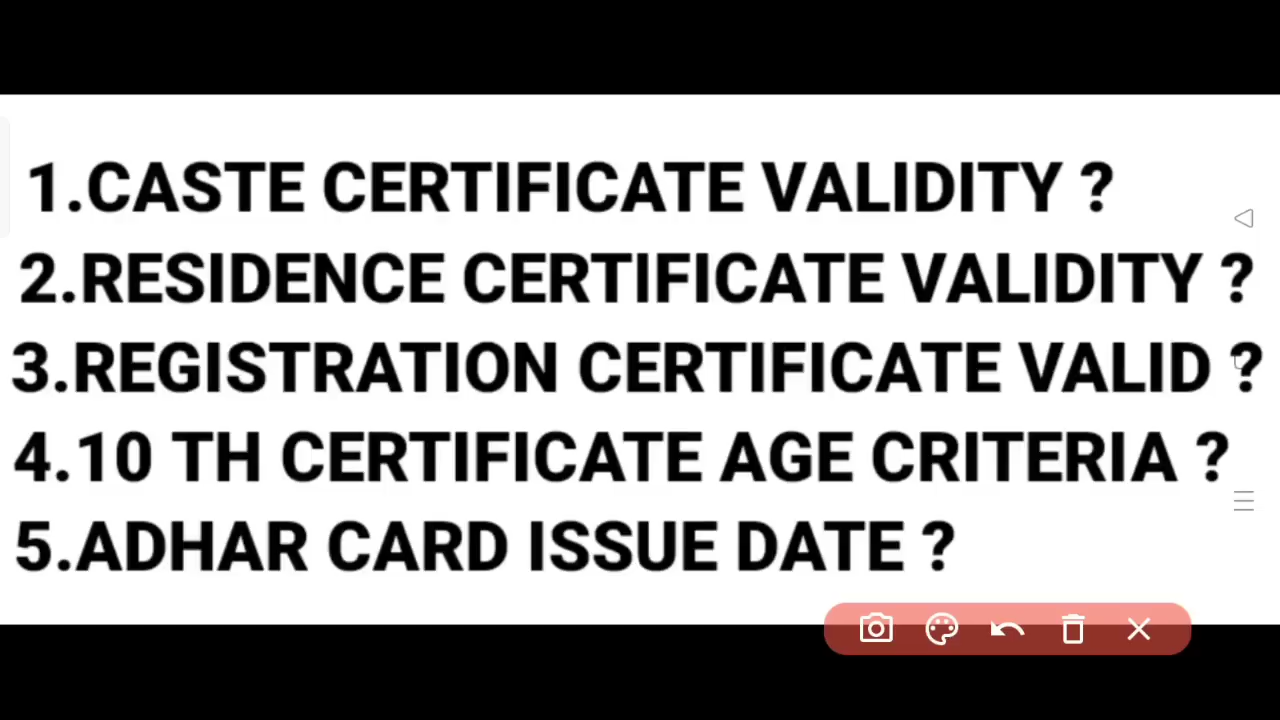 1.CASTE CERTIFICATE VALIDITY ?
2.RESIDENCE CERTIFICATE VALIDITY ?
3.REGISTRATION CERTIFICATE VALID ?
4.10 TH CERTIFICATE AGE CRITERIA ?
5.ADHAR CARD ISSUE DATE ?